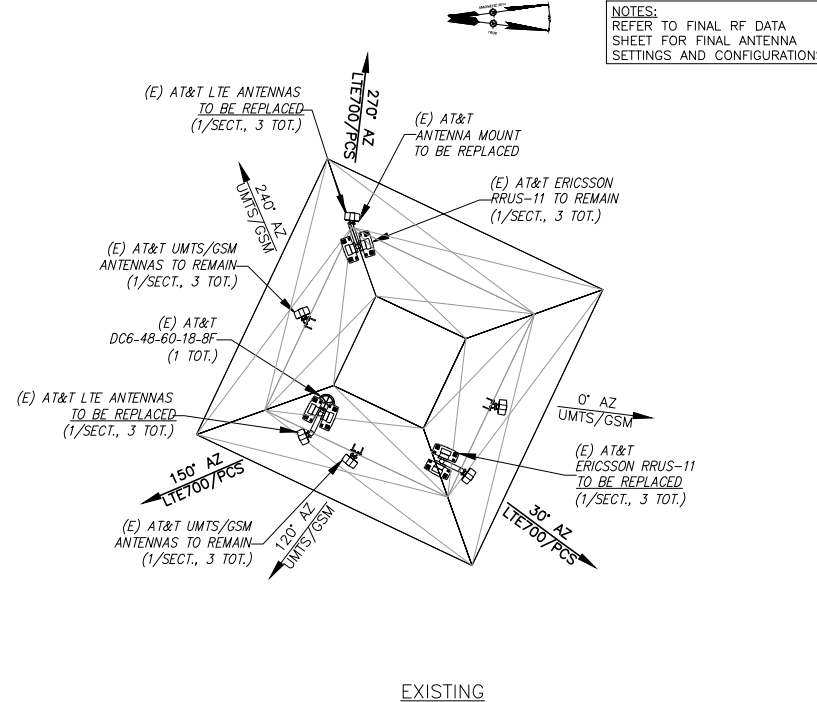 NOTES:
REFER TO FINAL RF DATA
SHEET FOR FINAL ANTENNA
SETTINGS AND CONFIGURATIONS
(E) AT&T LTE ANTENNAS
TO BE REPLACED
(1/SECT., 3 TOT.)
270° AZ
LTE700/PCS
(E) AT&T
ANTENNA MOUNT
TO BE REPLACED
(E) AT&T ERICSSON
RRUS-11 TO REMAIN
(1/SECT., 3 TOT.)
240° AZ
UMTS/GSM
(E) AT&T UMTS/GSM
ANTENNAS TO REMAIN
(1/SECT., 3 TOT.)
(E) AT&T
DC6-48-60-18-8F
(1 TOT.)
(E) AT&T LTE ANTENNAS
TO BE REPLACED
(1/SECT., 3 TOT.)
0° AZ
UMTS/GSM
(E) AT&T
ERICSSON RRUS-11
TO BE REPLACED
(1/SECT., 3 TOT.)
150° AZ
LTE700/PCS
30° AZ
LTE700/PCS
(E) AT&T UMTS/GSM
ANTENNAS TO REMAIN
(1/SECT., 3 TOT.)
120° AZ
UMTS/GSM
EXISTING